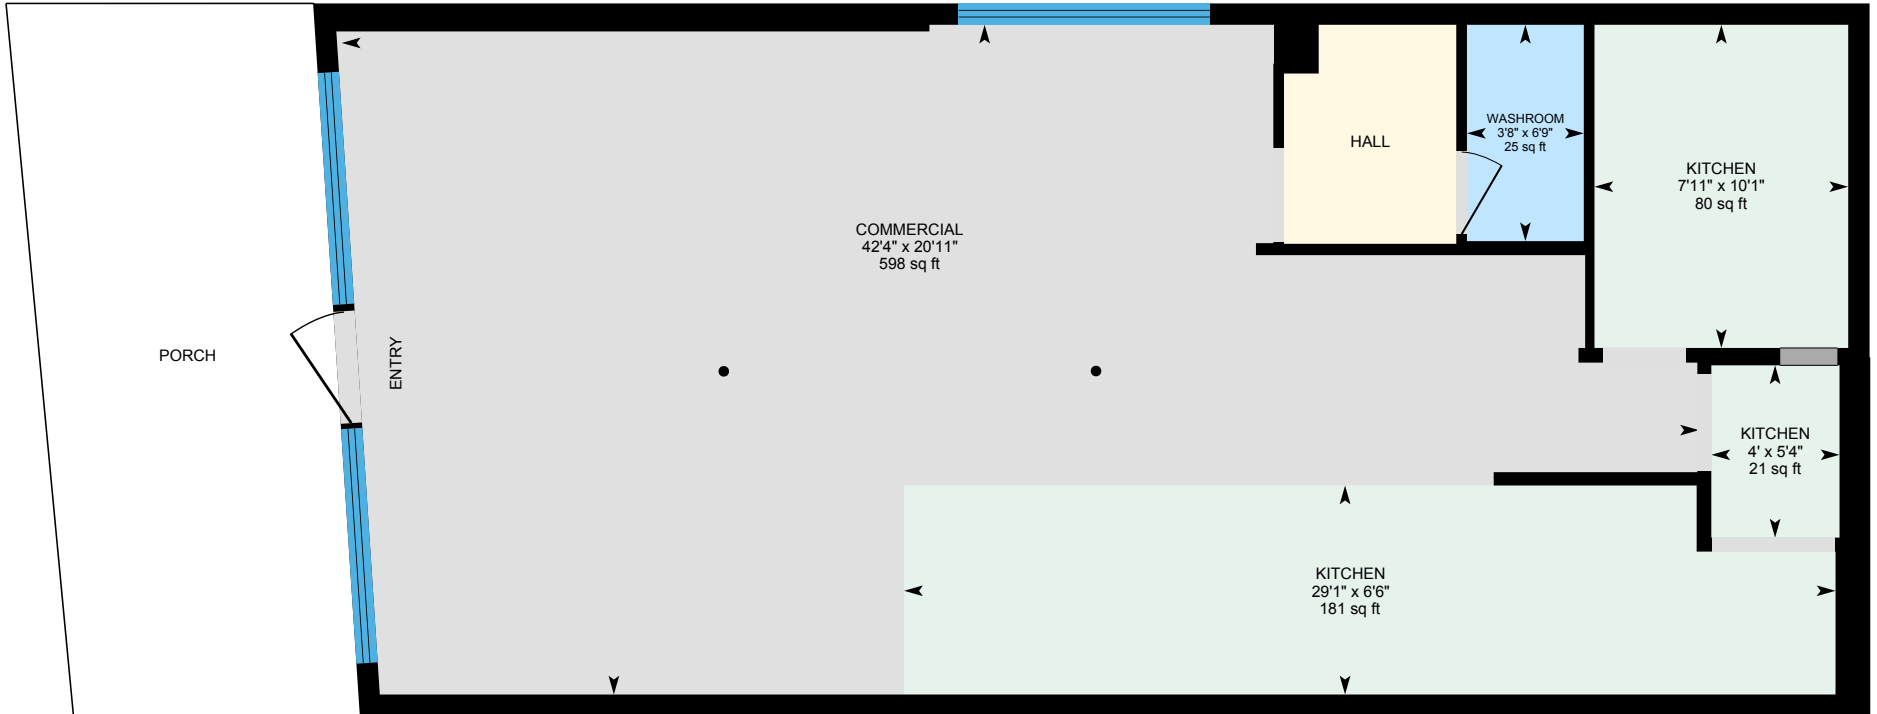 WASHROOM
3'8" x 6'9"
25 sq ft
HALL
KITCHEN
7'11" x 10'1"
80 sq ft
COMMERCIAL
42'4" x 20'11"
598 sq ft
PORCH
ENTRY
KITCHEN
4' x 5'4"
21 sq ft
KITCHEN
29'1" x 6'6"
181 sq ft